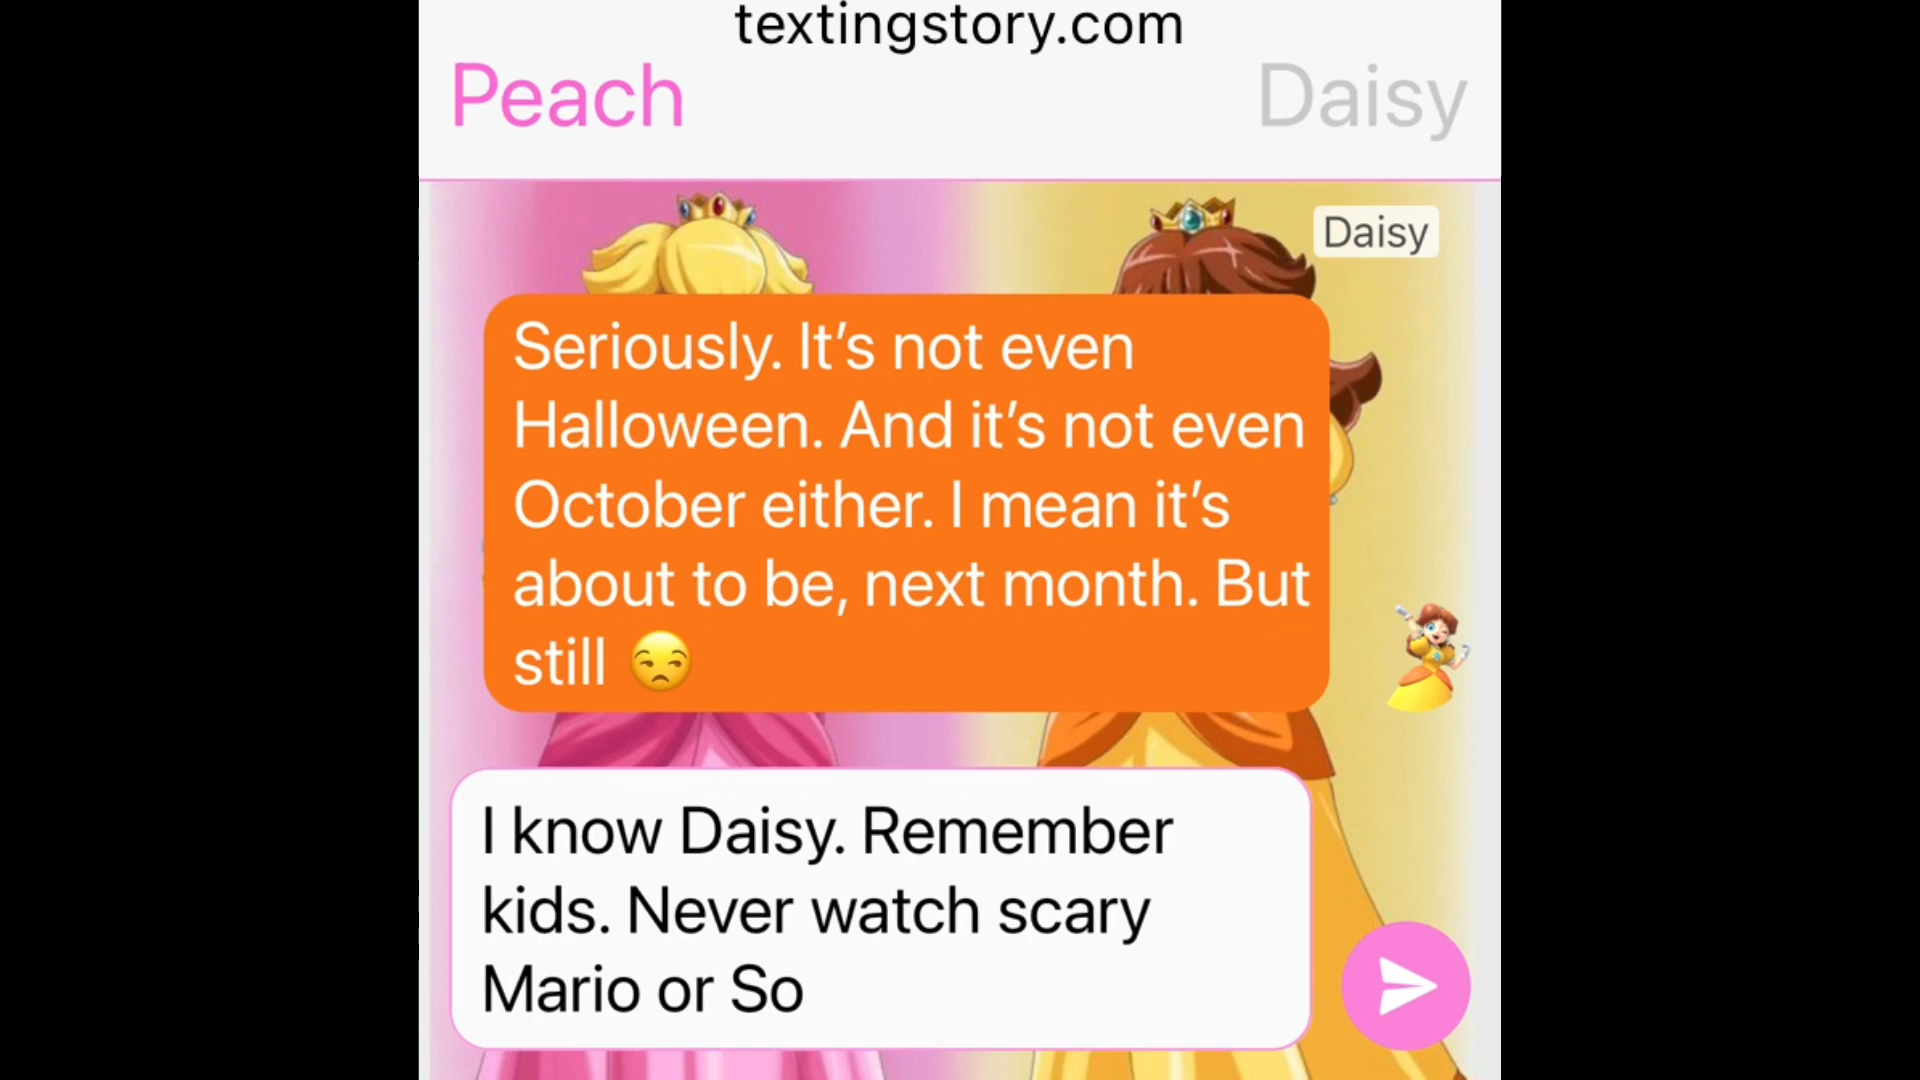 textingstory.com
Peach
Daisy
Daisy
Seriously. It’s not even
Halloween. And it’s not even
October either. I mean it’s
about to be, next month. But
still 😒
I know Daisy. Remember
kids. Never watch scary
Mario or So